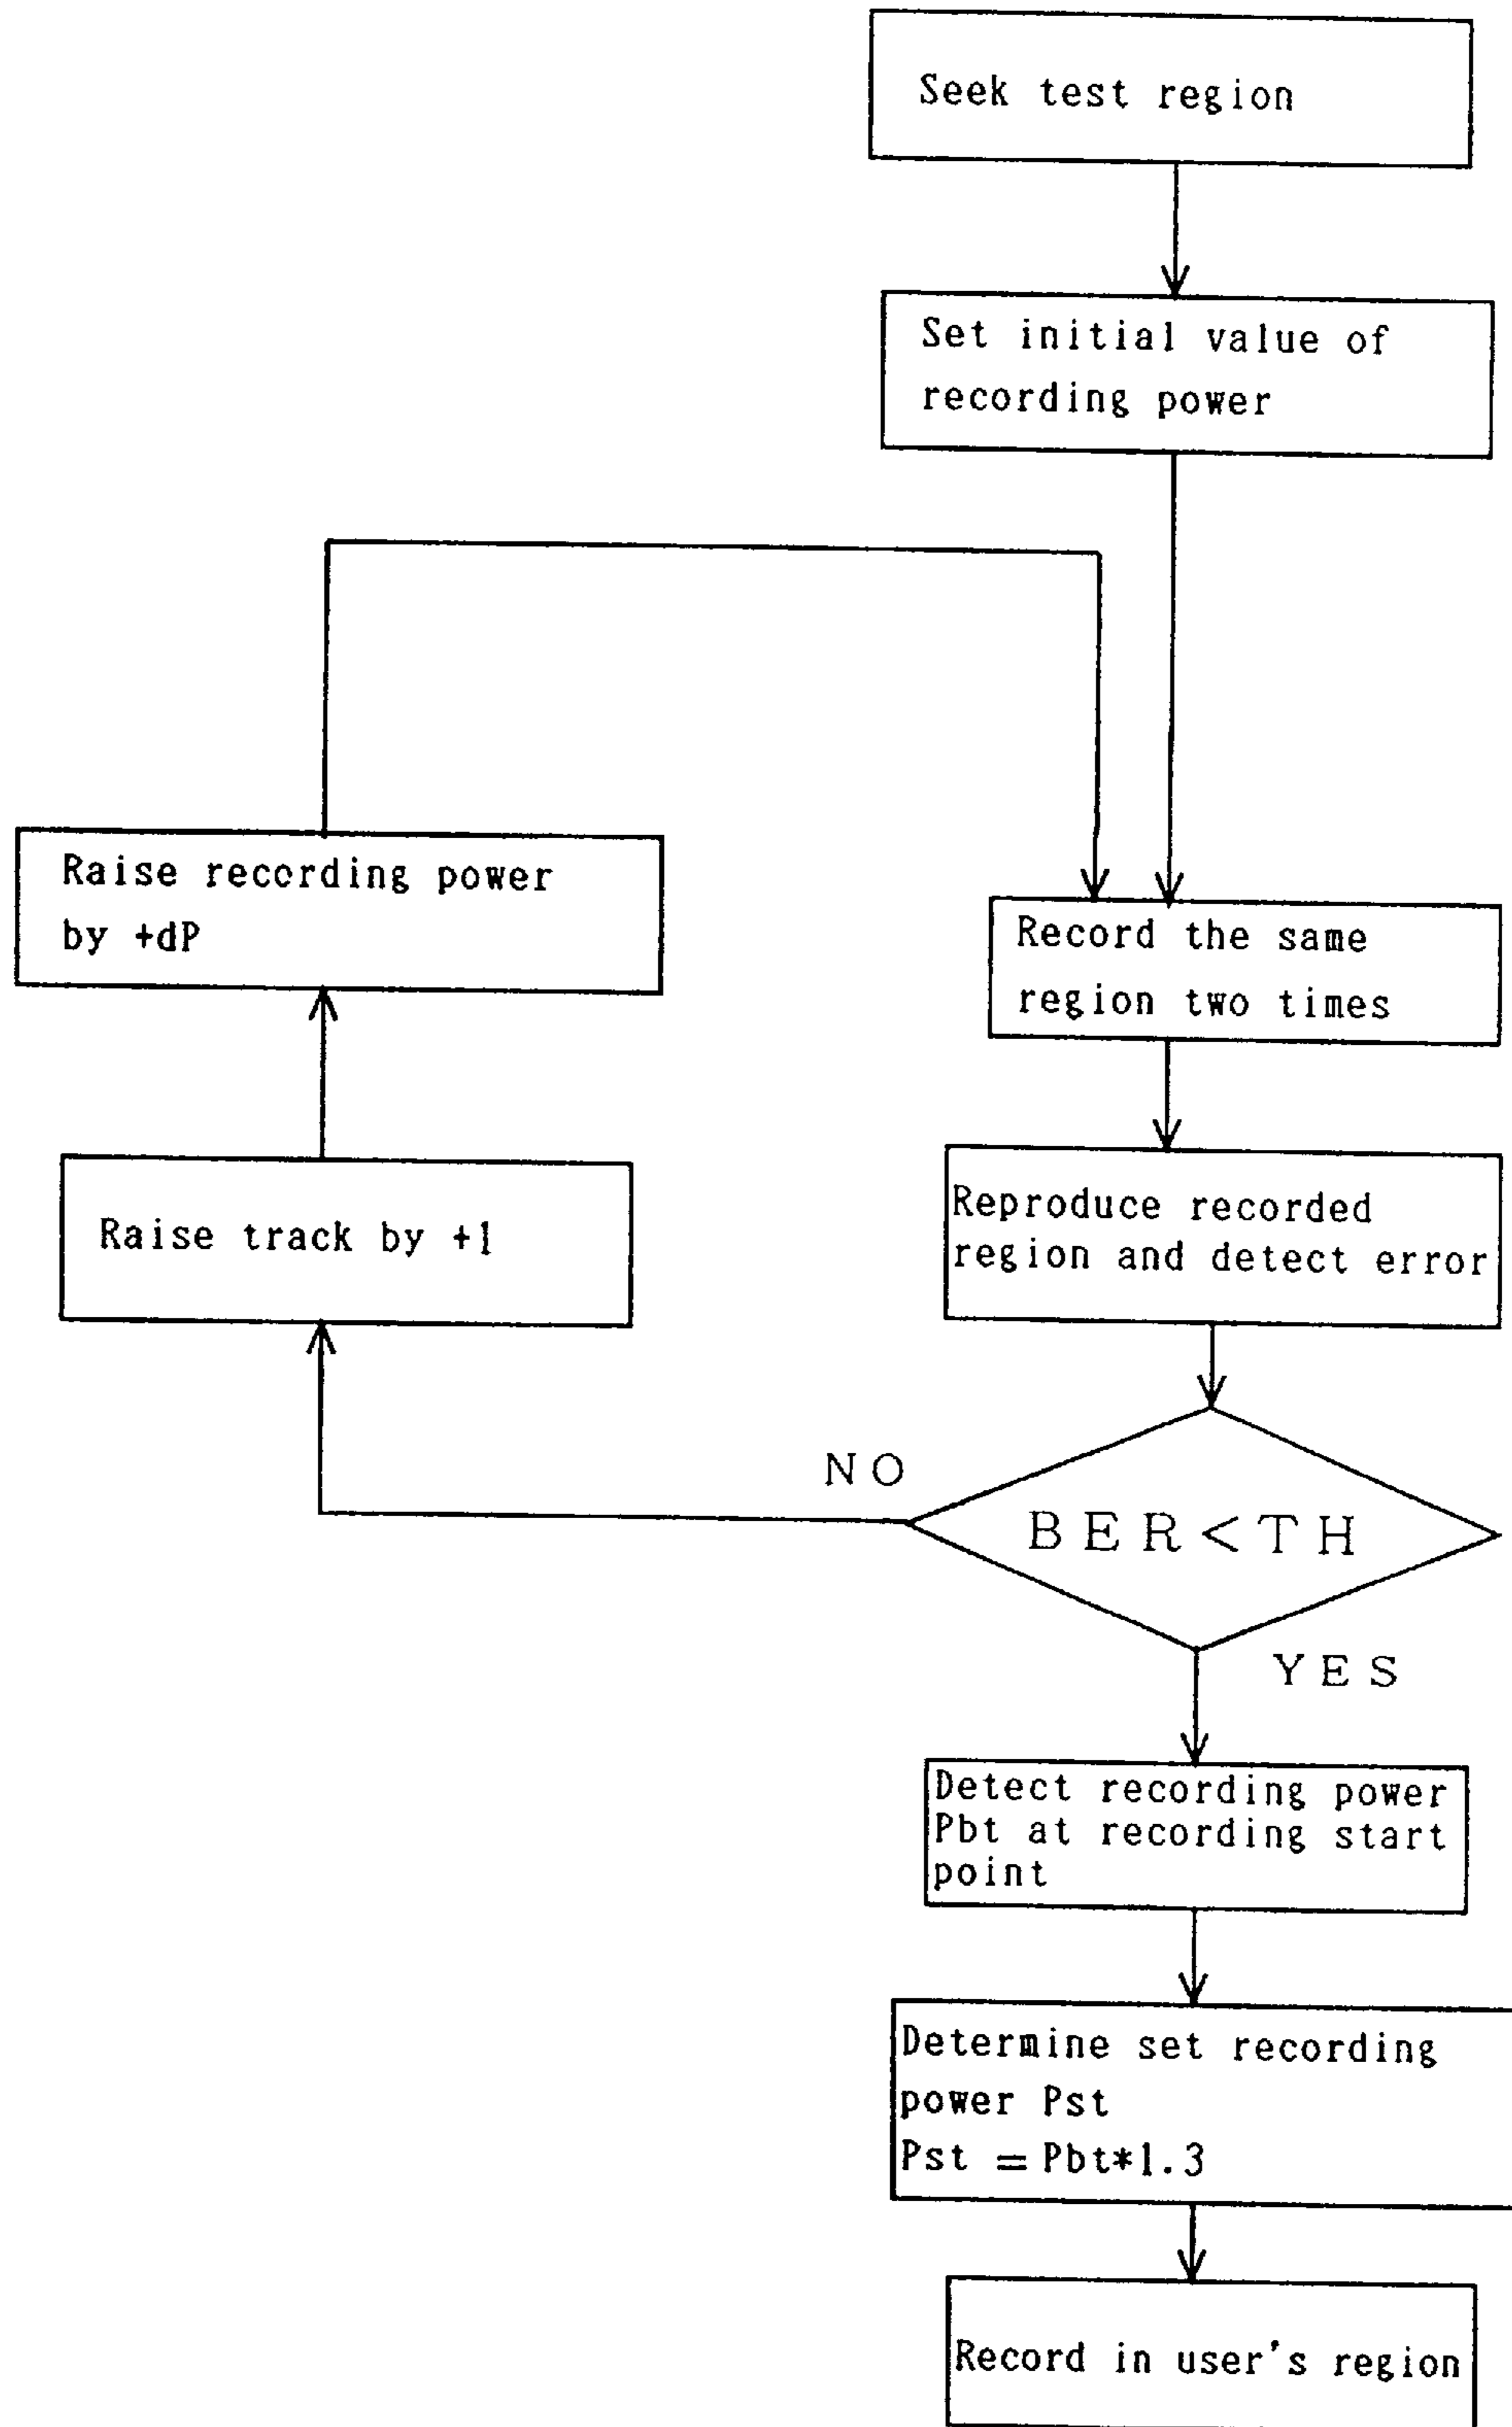 Seek test region
Set initial value of
recording power
Raise recording power
by +dP
Record the same
region two times
Raise track by +1
Reproduce recorded
region and detect error
NO
BER<TH
YES
Detect recording power
Pbt at recording start
point
Determine set recording
power Pst
Pst = Pbt*1.3
Record in user's region